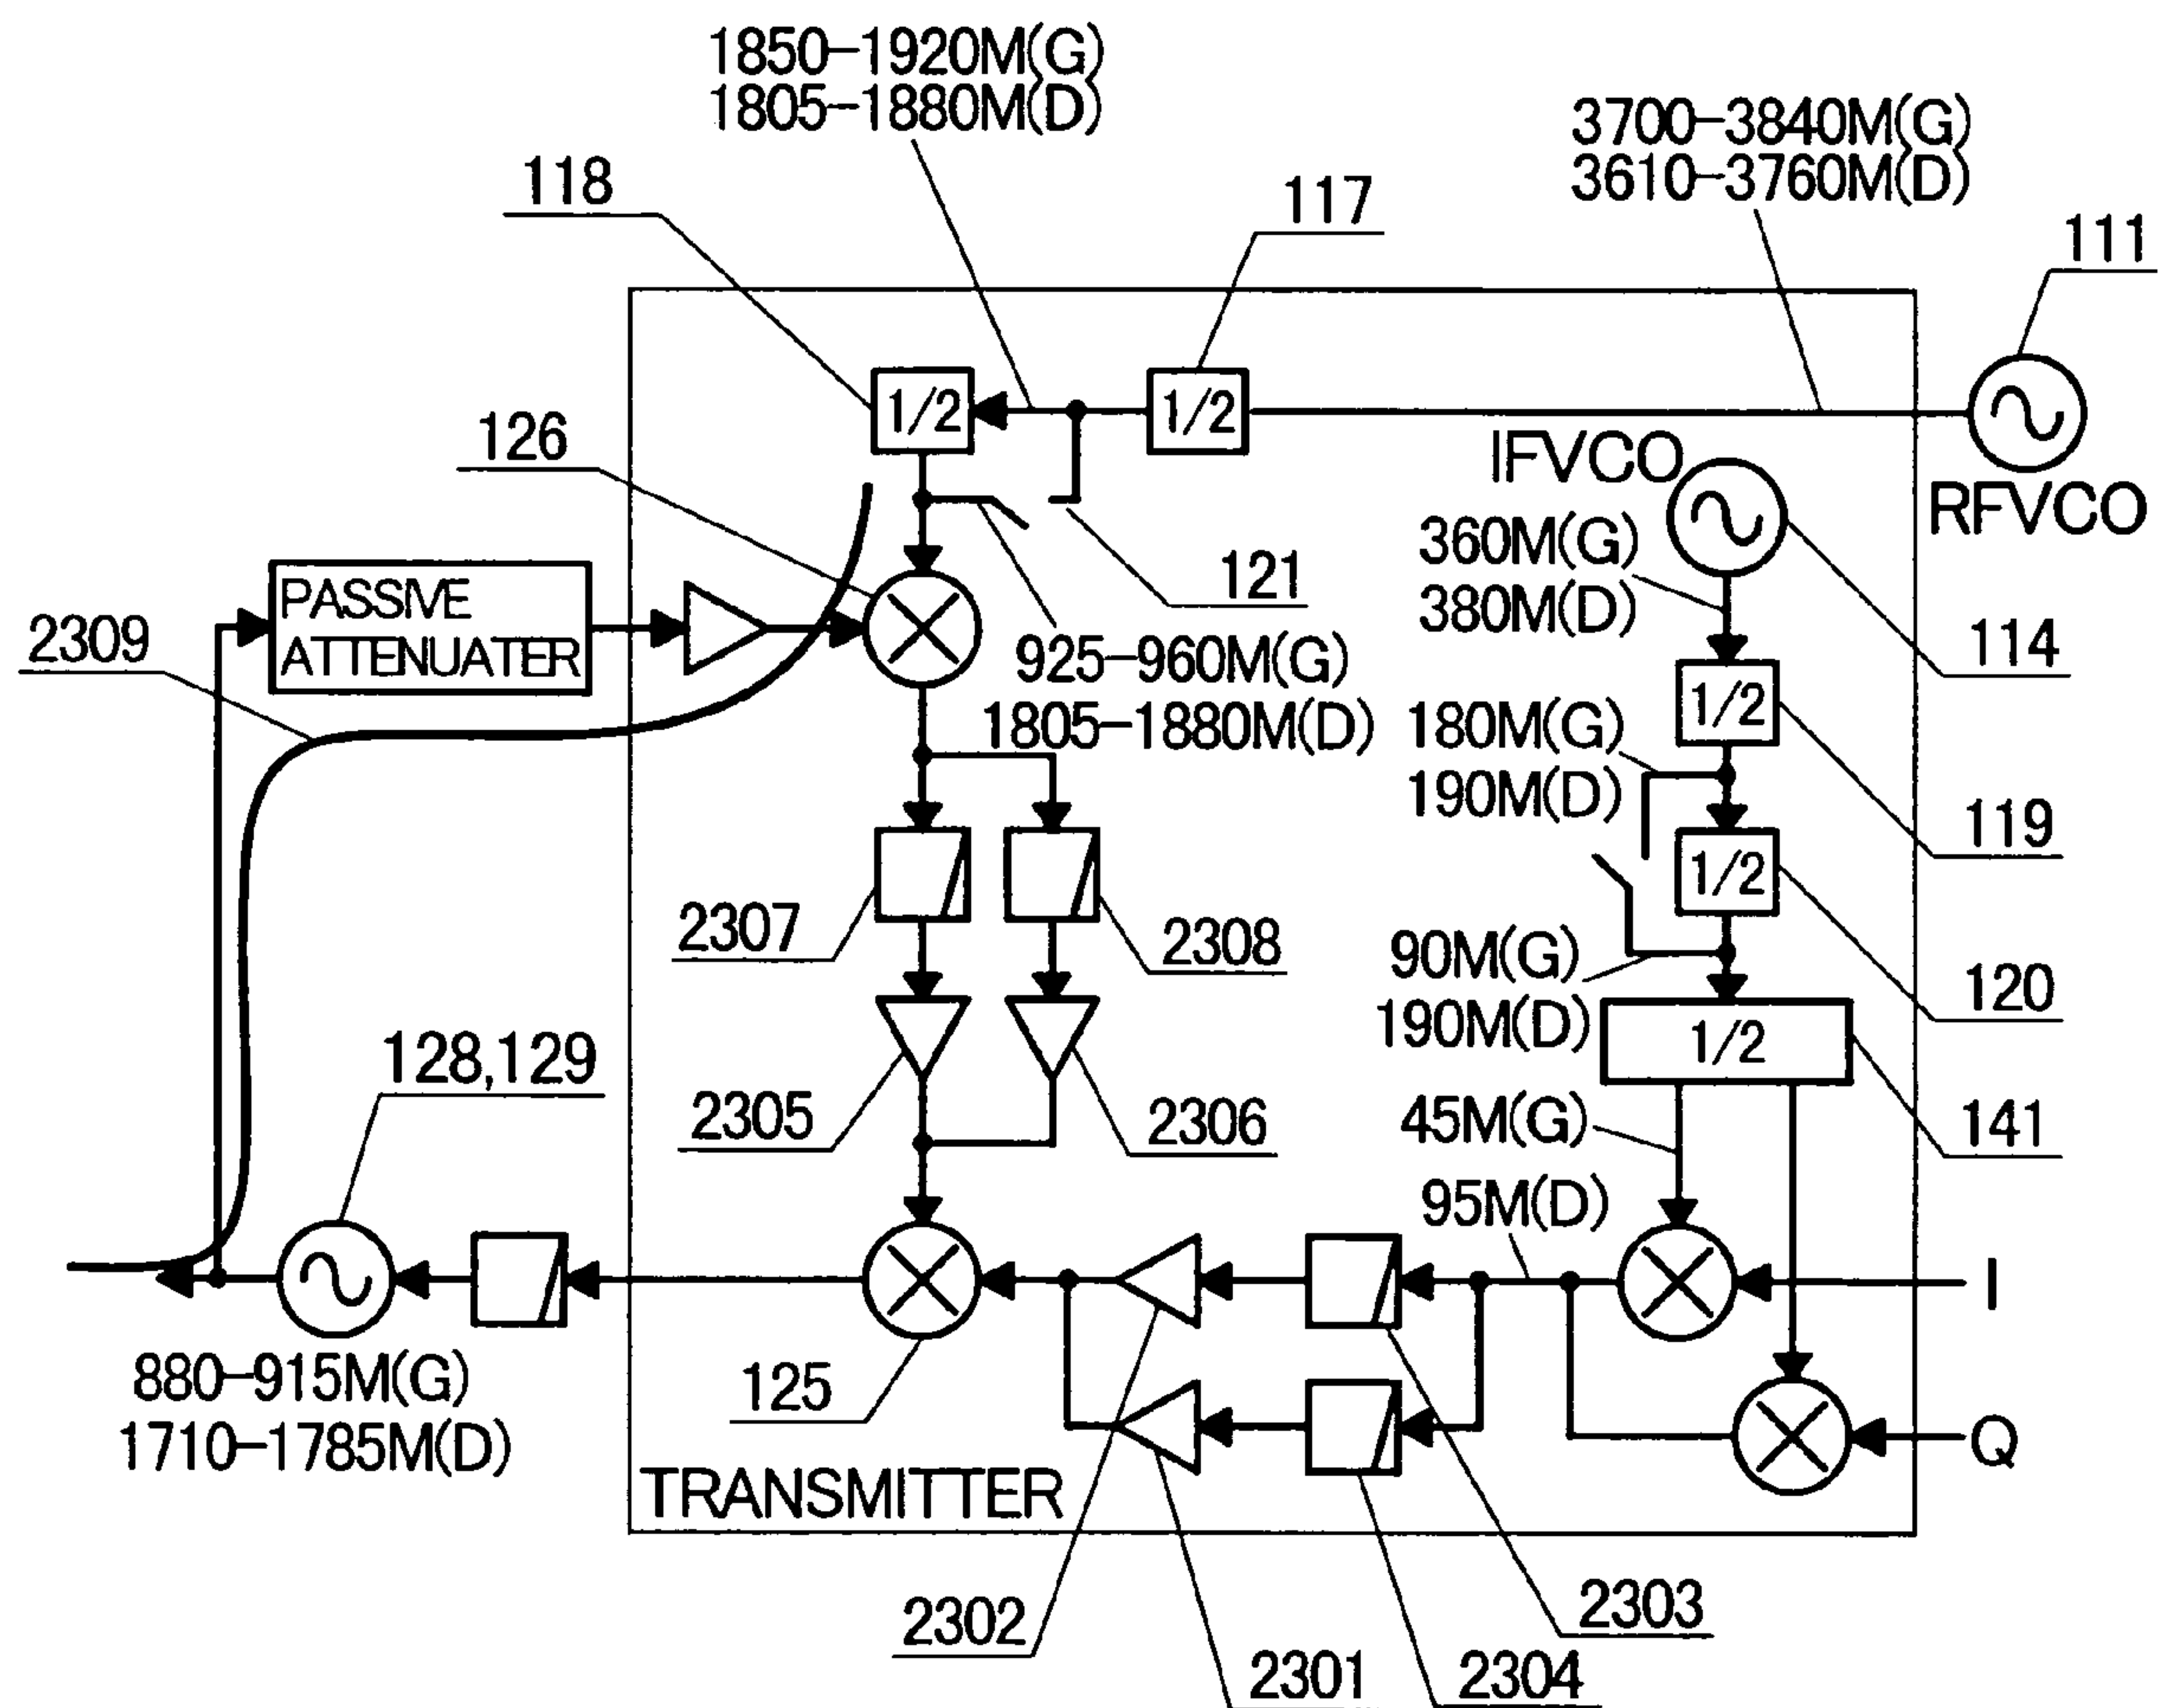 1850-1920M(G)
1805-1880M(D)
3700-3840M(G)
3610-3760M(D)
118
117
111
1/2
1/2
126
IFVCO
RFVCO
360M(G)
380M(D)
121
PASSIVE
ATTENUATER
2309
925-960M(G)
1805-1880M(D)
114
1/2
180M(G)
190M(D)
119
1/2
2307
2308
90M(G)
190M(D)
120
1/2
128,129
2305
2306
45M(G)
141
95M(D)
I
880-915M(G)
1710-1785M(D)
125
Q
TRANSMITTER
2302
2303
2301
2304